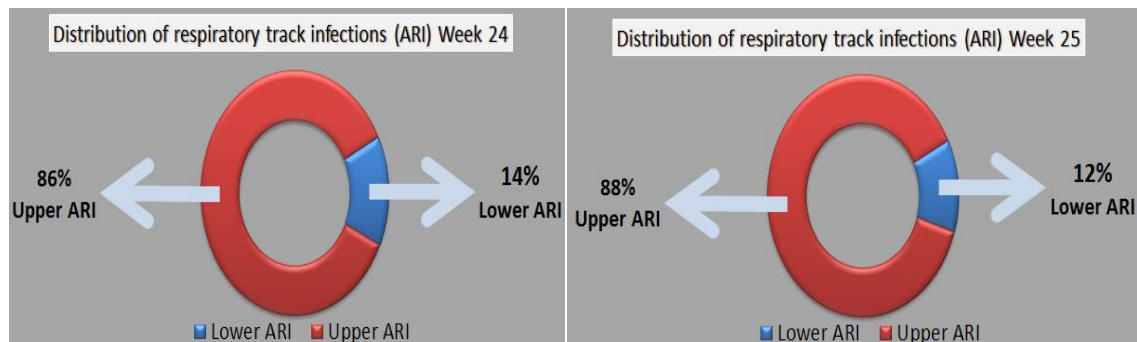 Distribution of respiratory track infections (ARI) Week 24
86%
Upper ARI
14%
Lower ARI
Lower ARI Upper ARI
Distribution of respiratory track infections (ARI) Week 25
88%
Upper ARI
12%
Lower ARI
Lower ARI Upper ARI